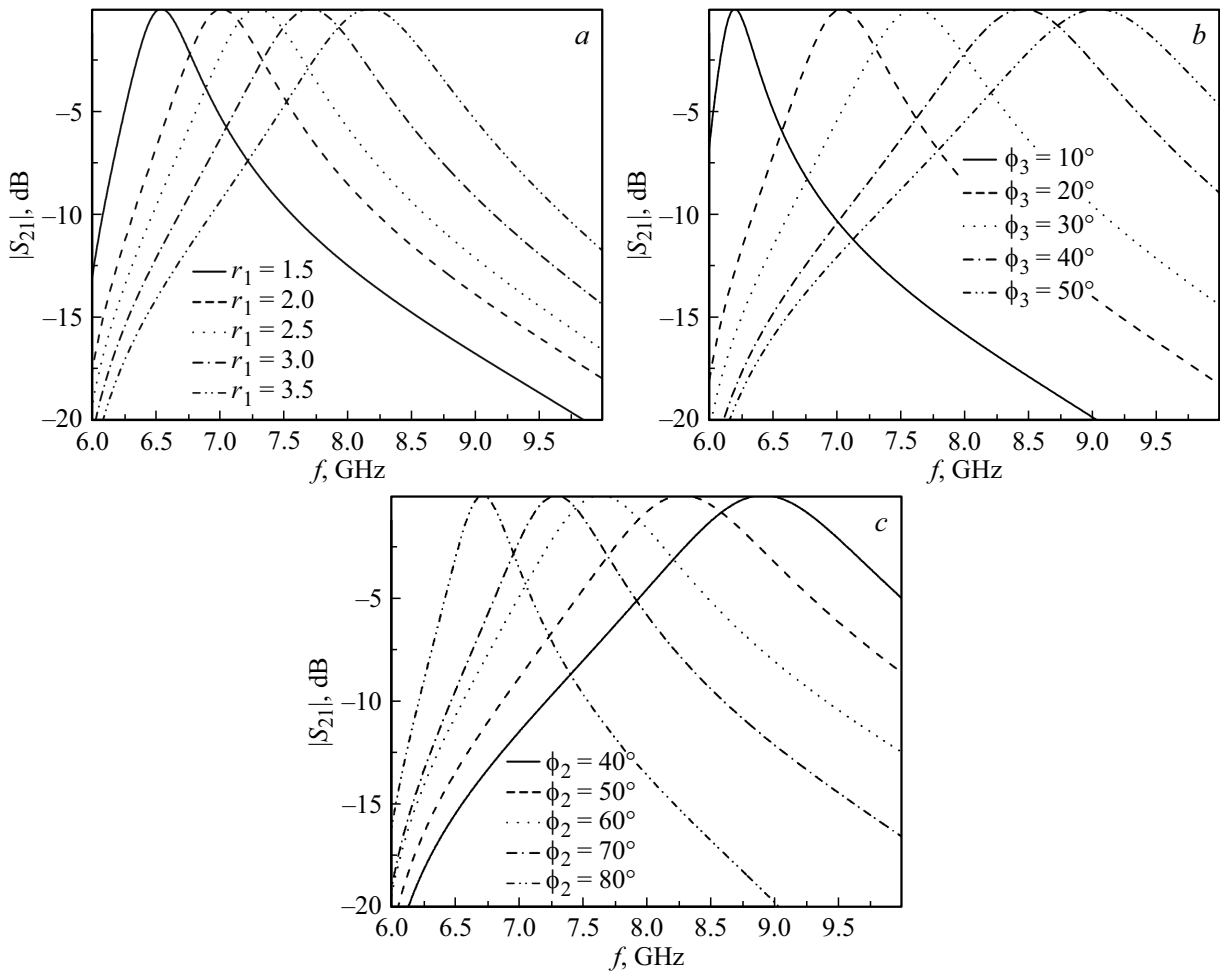 a
|S21|, dB
–5
–10
–15
–20
r1 = 1.5
r1 = 2.0
r1 = 2.5
r1 = 3.0
r1 = 3.5
6.0 6.5 7.0 7.5 8.0 8.5 9.0 9.5
f, GHz
b
|S21|, dB
–5
–10
–15
–20
ϕ3 = 10°
ϕ3 = 20°
ϕ3 = 30°
ϕ3 = 40°
ϕ3 = 50°
6.0 6.5 7.0 7.5 8.0 8.5 9.0 9.5
f, GHz
c
|S21|, dB
–5
–10
–15
–20
ϕ2 = 40°
ϕ2 = 50°
ϕ2 = 60°
ϕ2 = 70°
ϕ2 = 80°
6.0 6.5 7.0 7.5 8.0 8.5 9.0 9.5
f, GHz